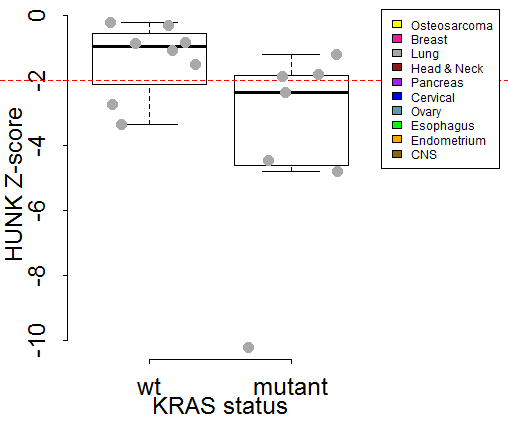 0
-2
-4
-6
-8
-10
HUNK Z-score
wt
mutant
KRAS status
Osteosarcoma
Breast
Lung
Head & Neck
Pancreas
Cervical
Ovary
Esophagus
Endometrium
CNS